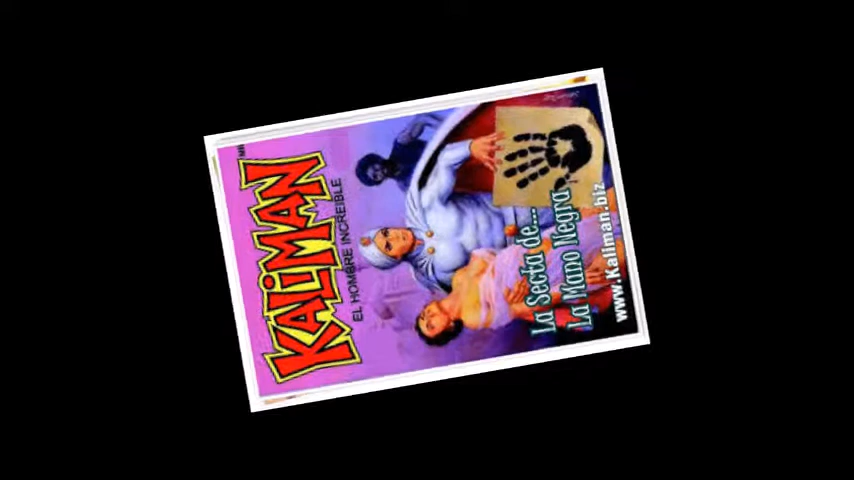 KALIMAN
EL HOMBRE INCREIBLE
La Secta de...
La Mano Negra
www.Kaliman.biz